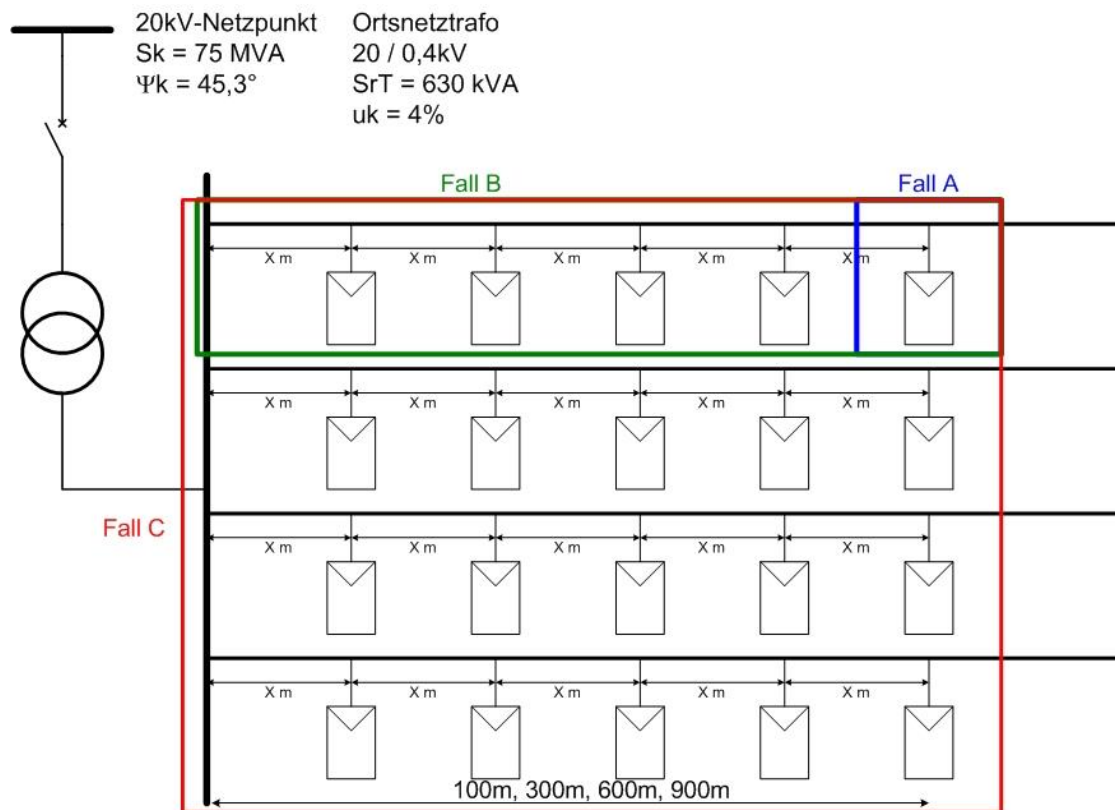 20kV-Netzpunkt
Sk = 75 MVA
Ψk = 45,3°
Ortsnetztrafo
20 / 0,4kV
SrT = 630 kVA
uk = 4%
Fall B
Fall A
X m X m X m X m X m
X m X m X m X m X m
Fall C
X m X m X m X m X m
X m X m X m X m X m
100m, 300m, 600m, 900m